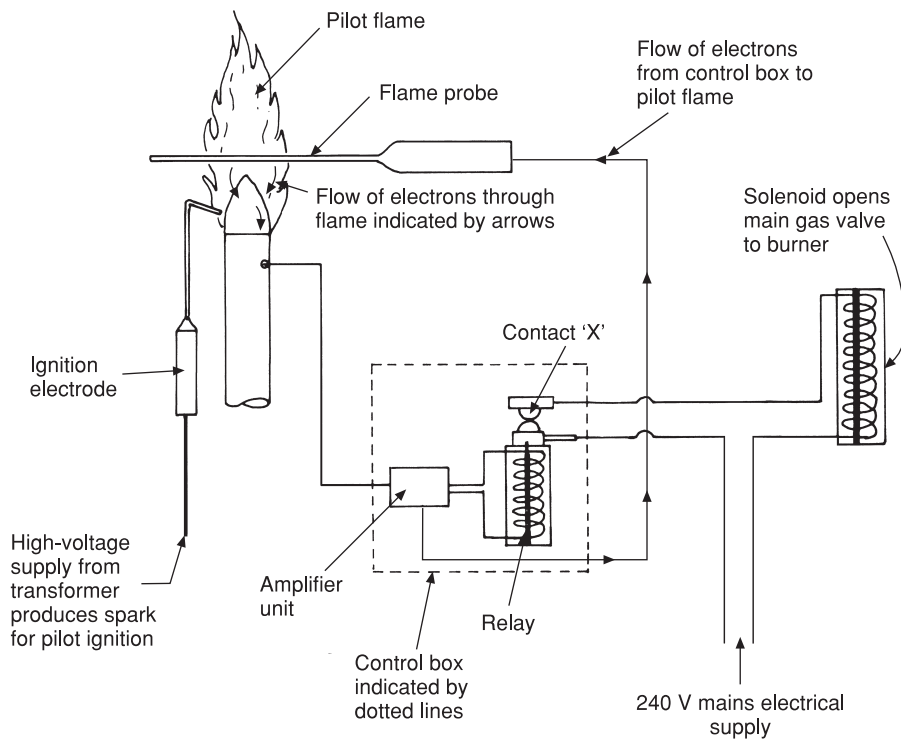 Pilot flame
Flow of electrons
from control box to
pilot flame
Flame probe
Flow of electrons through
flame indicated by arrows
Solenoid opens
main gas valve
to burner
Contact ‘X’
Ignition
electrode
High-voltage
supply from
transformer
produces spark
for pilot ignition
Amplifier
unit
Relay
Control box
indicated by
dotted lines
240 V mains electrical
supply